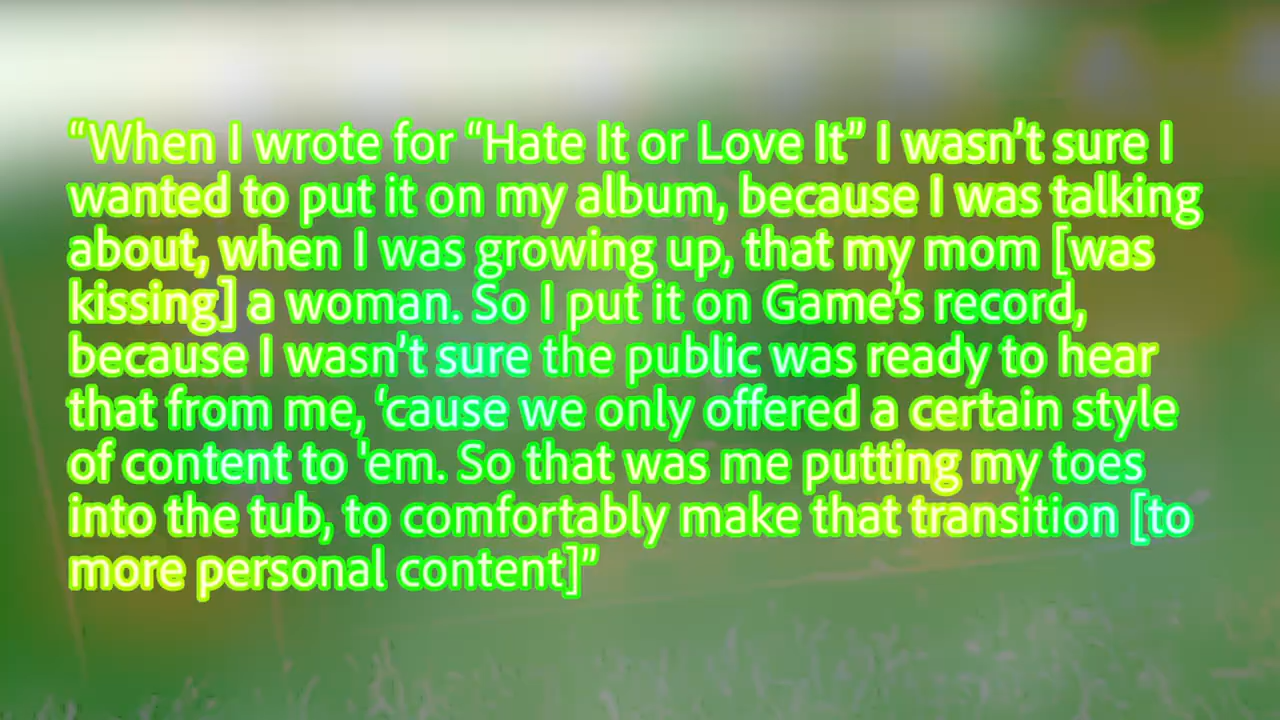 “When I wrote for “Hate It or Love It” I wasn’t sure I
wanted to put it on my album, because I was talking
about, when I was growing up, that my mom [was
kissing] a woman. So I put it on Game’s record,
because I wasn’t sure the public was ready to hear
that from me, ‘cause we only offered a certain style
of content to 'em. So that was me putting my toes
into the tub, to comfortably make that transition [to
more personal content]”